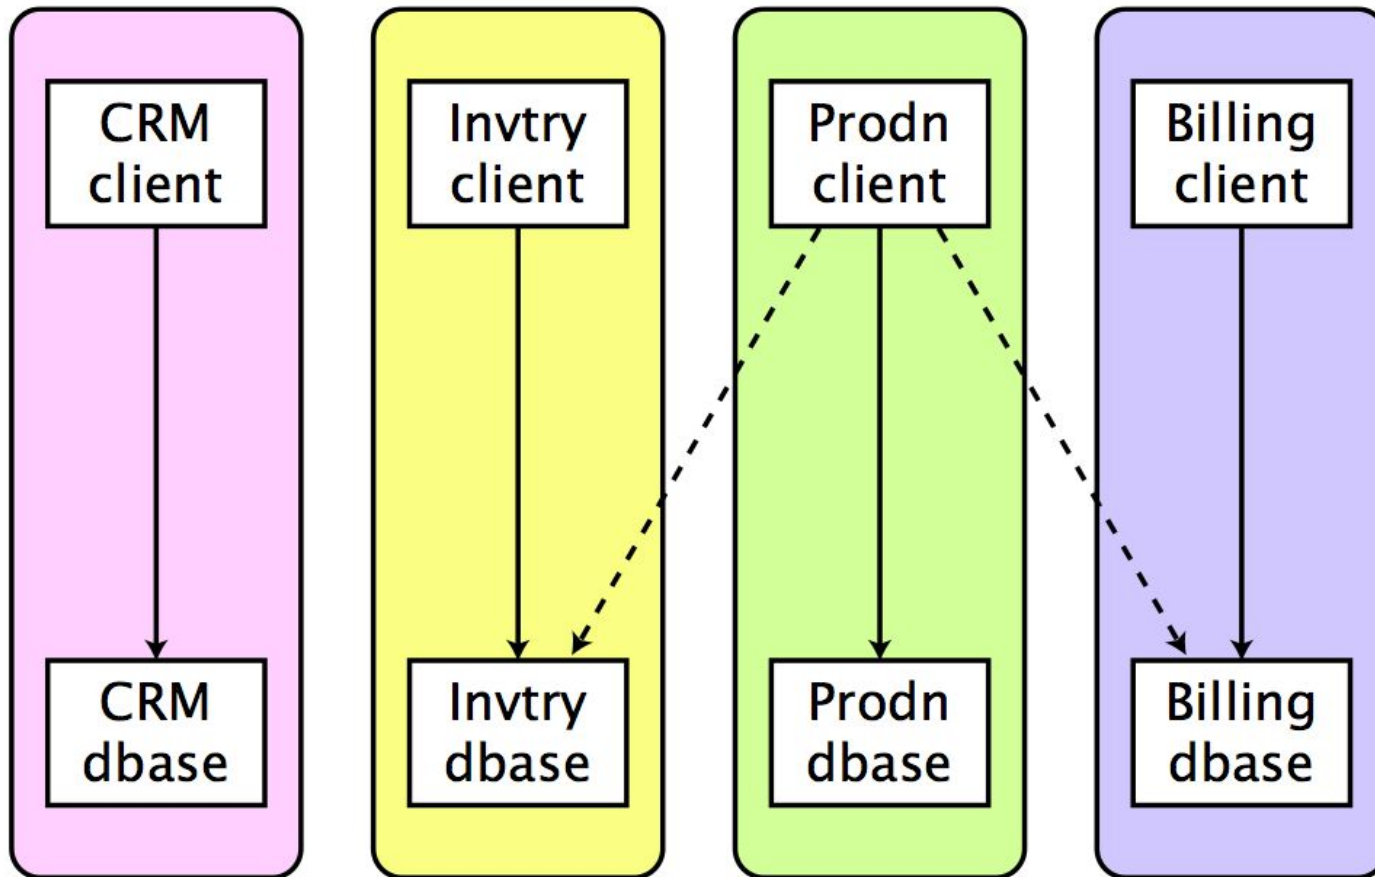 CRM
client
Invtry
client
Prodn
client
Billing
client
CRM
dbase
Invtry
dbase
Prodn
dbase
Billing
dbase